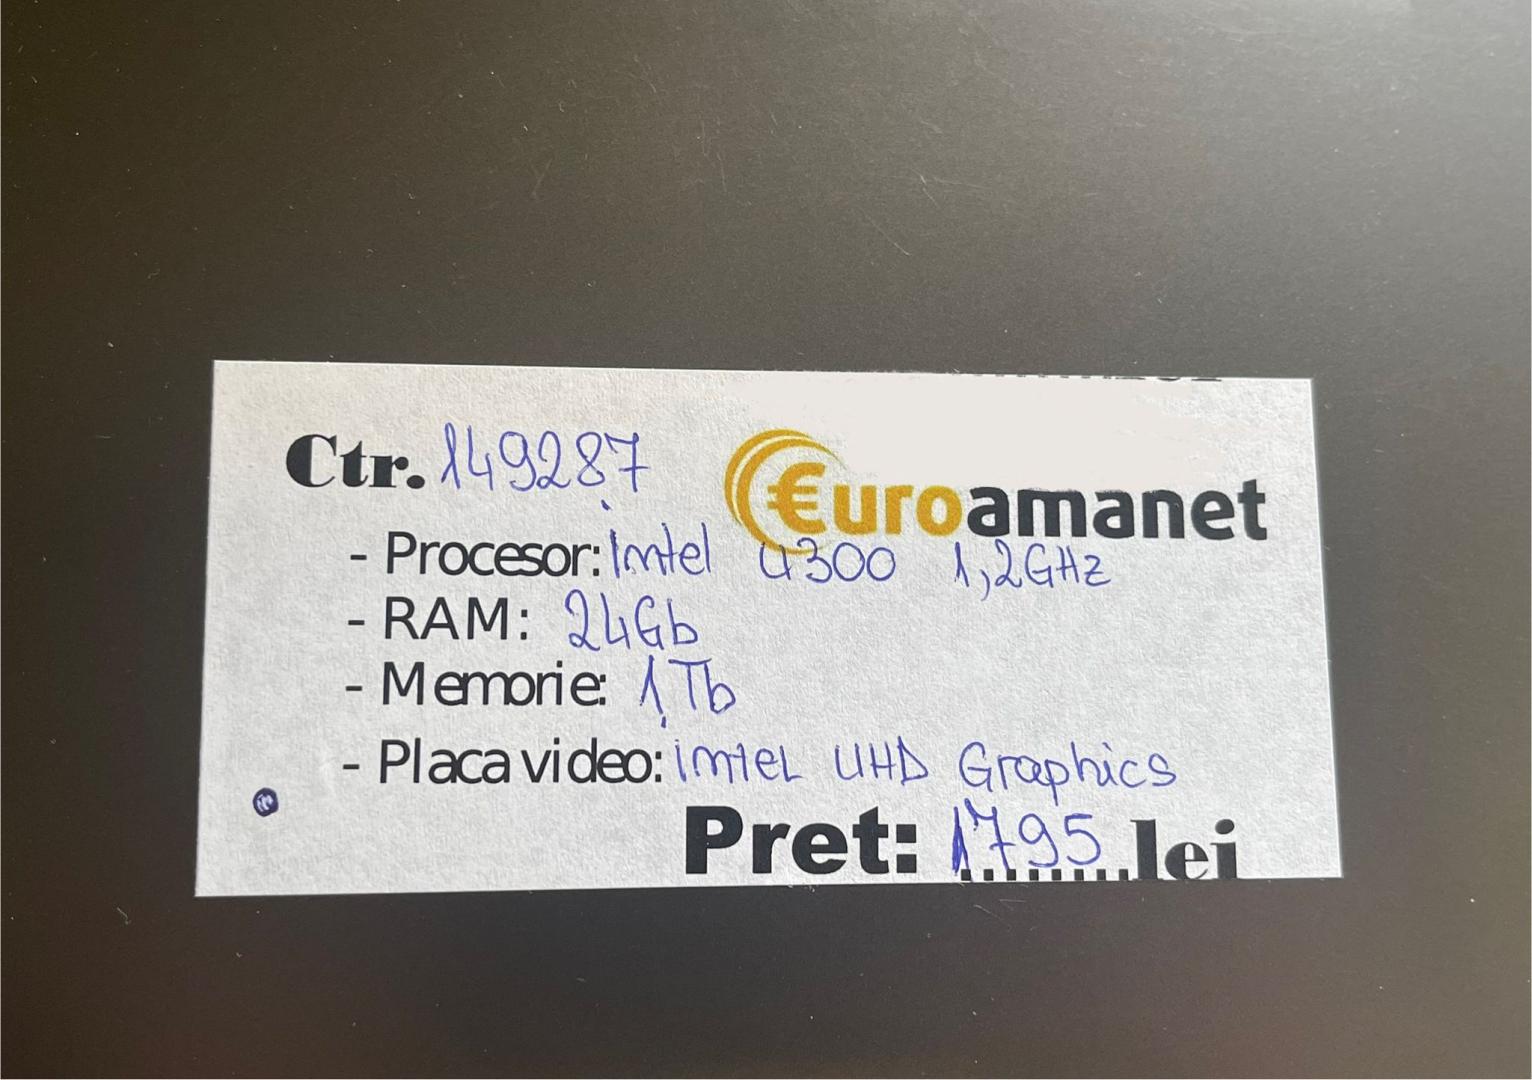 Ctr. 149287
€uroamanet
- Procesor: Intel U300 1,2GHz
- RAM: 24Gb
- Memorie: 1Tb
- Placa video: intel UHD Graphics
Pret: 1795 lei